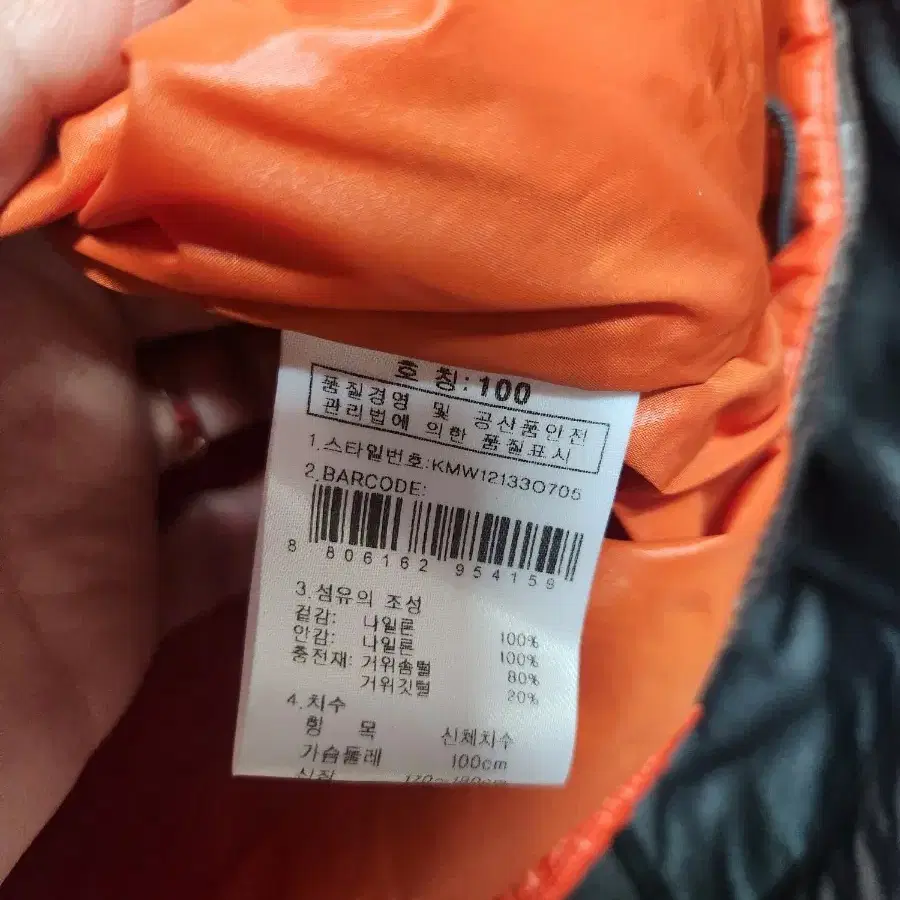 호 칭: 100
품질경영 및 공산품안전
관리법에 의한 품질표시
1.스타일번호:KMW12133O705
2.BARCODE:
8 806162 954159
3.섬유의 조성
겉감: 나일론 100%
안감: 나일론 100%
충전재: 거위솜털 80%
거위깃털 20%
4.치수
항 목 신체치수
가슴둘레 100cm